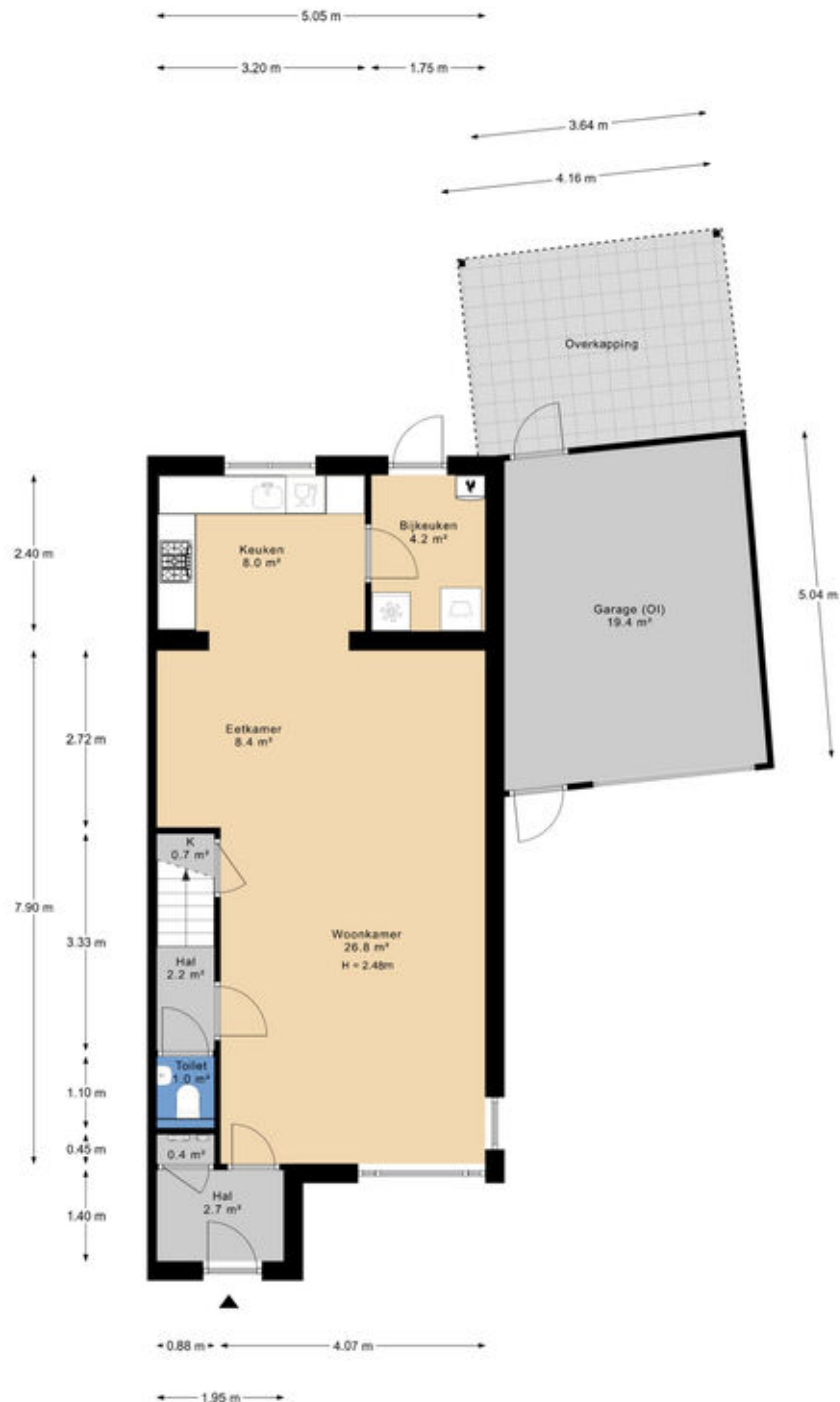 5.05 m
3.20 m
1.75 m
3.64 m
4.16 m
Overkapping
2.40 m
Keuken
8.0 m²
Bijkeuken
4.2 m²
Garage (OI)
19.4 m²
5.04 m
2.72 m
Eetkamer
8.4 m²
K
0.7 m²
7.90 m
3.33 m
Woonkamer
26.8 m²
H = 2.48m
Hal
2.2 m²
Toilet
1.0 m²
1.10 m
0.45 m
0.4 m²
Hal
2.7 m²
1.40 m
0.88 m
4.07 m
1.95 m